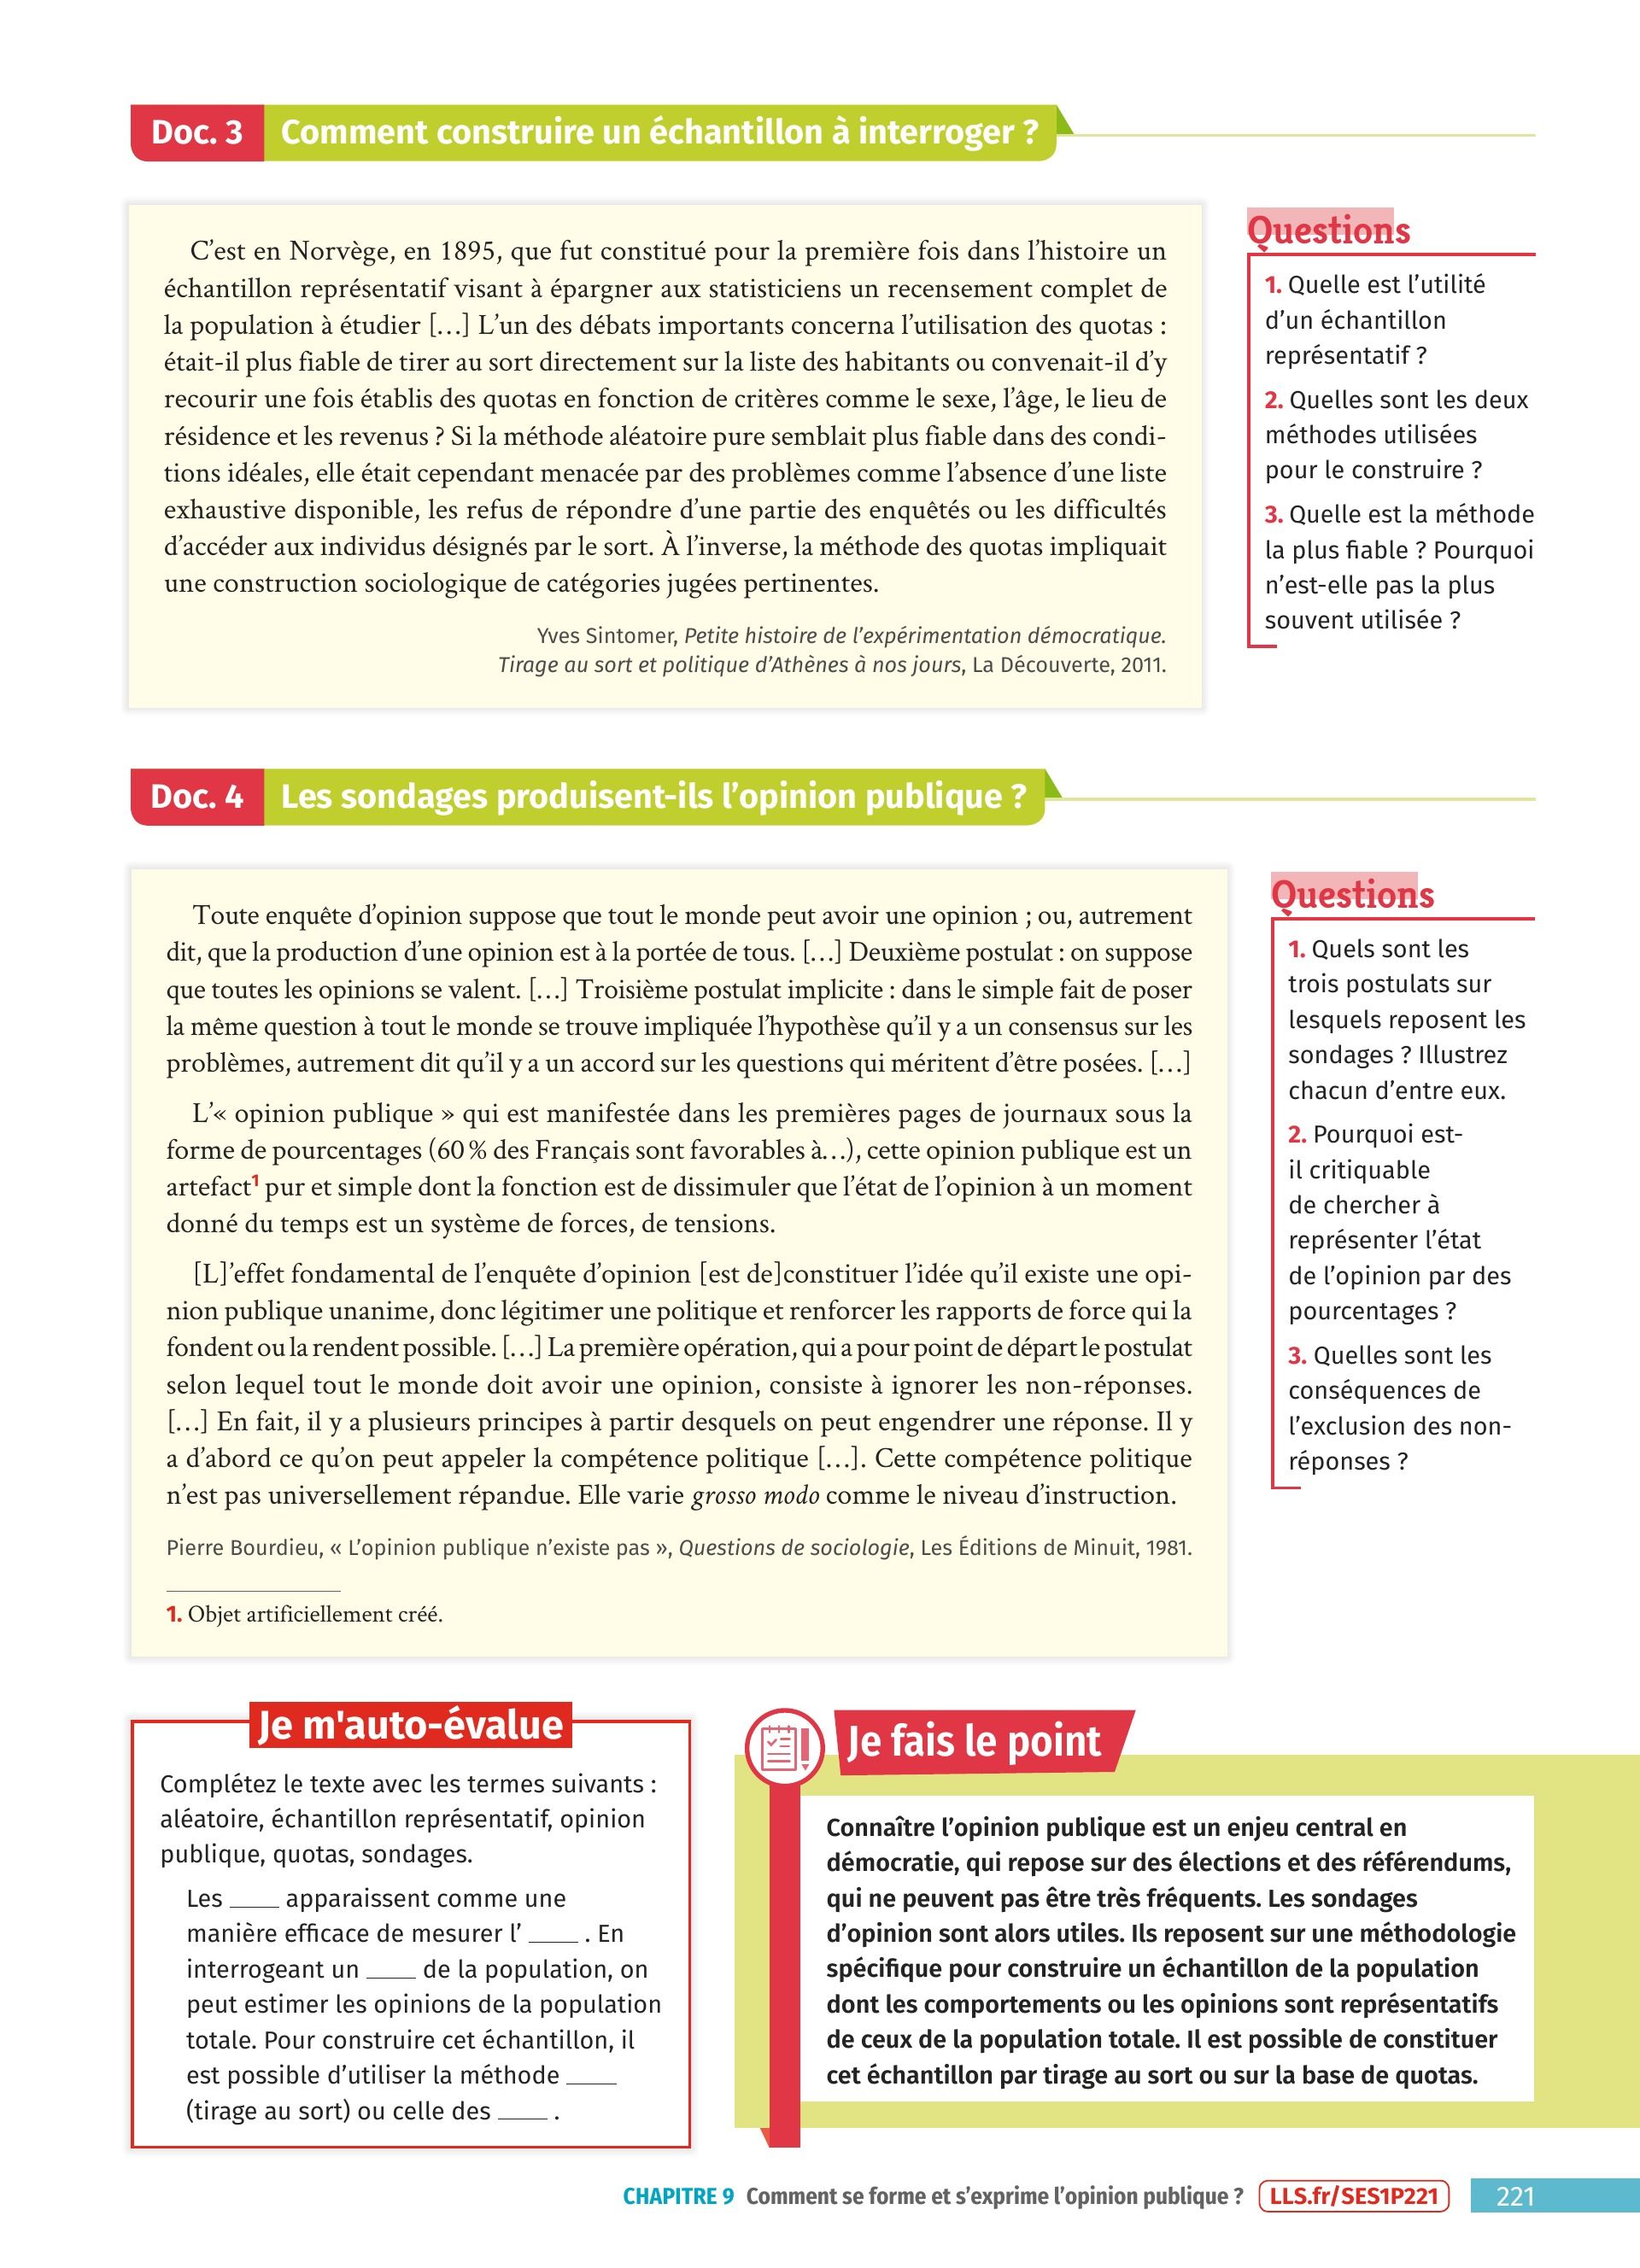 Doc. 3 Comment construire un échantillon à interroger ?
C’est en Norvège, en 1895, que fut constitué pour la première fois dans l’histoire un
échantillon représentatif visant à épargner aux statisticiens un recensement complet de
la population à étudier […] L’un des débats importants concerna l’utilisation des quotas :
était-il plus fiable de tirer au sort directement sur la liste des habitants ou convenait-il d’y
recourir une fois établis des quotas en fonction de critères comme le sexe, l’âge, le lieu de
résidence et les revenus ? Si la méthode aléatoire pure semblait plus fiable dans des condi-
tions idéales, elle était cependant menacée par des problèmes comme l’absence d’une liste
exhaustive disponible, les refus de répondre d’une partie des enquêtés ou les difficultés
d’accéder aux individus désignés par le sort. À l’inverse, la méthode des quotas impliquait
une construction sociologique de catégories jugées pertinentes.
Yves Sintomer, Petite histoire de l’expérimentation démocratique.
Tirage au sort et politique d’Athènes à nos jours, La Découverte, 2011.
Questions
1. Quelle est l’utilité
d’un échantillon
représentatif ?
2. Quelles sont les deux
méthodes utilisées
pour le construire ?
3. Quelle est la méthode
la plus fiable ? Pourquoi
n’est-elle pas la plus
souvent utilisée ?
Doc. 4 Les sondages produisent-ils l’opinion publique ?
Toute enquête d’opinion suppose que tout le monde peut avoir une opinion ; ou, autrement
dit, que la production d’une opinion est à la portée de tous. […] Deuxième postulat : on suppose
que toutes les opinions se valent. […] Troisième postulat implicite : dans le simple fait de poser
la même question à tout le monde se trouve impliquée l’hypothèse qu’il y a un consensus sur les
problèmes, autrement dit qu’il y a un accord sur les questions qui méritent d’être posées. […]
L’« opinion publique » qui est manifestée dans les premières pages de journaux sous la
forme de pourcentages (60 % des Français sont favorables à…), cette opinion publique est un
artefact1 pur et simple dont la fonction est de dissimuler que l’état de l’opinion à un moment
donné du temps est un système de forces, de tensions.
[L]’effet fondamental de l’enquête d’opinion [est de]constituer l’idée qu’il existe une opi-
nion publique unanime, donc légitimer une politique et renforcer les rapports de force qui la
fondent ou la rendent possible. […] La première opération, qui a pour point de départ le postulat
selon lequel tout le monde doit avoir une opinion, consiste à ignorer les non-réponses.
[…] En fait, il y a plusieurs principes à partir desquels on peut engendrer une réponse. Il y
a d’abord ce qu’on peut appeler la compétence politique […]. Cette compétence politique
n’est pas universellement répandue. Elle varie grosso modo comme le niveau d’instruction.
Pierre Bourdieu, « L’opinion publique n’existe pas », Questions de sociologie, Les Éditions de Minuit, 1981.
1. Objet artificiellement créé.
Questions
1. Quels sont les
trois postulats sur
lesquels reposent les
sondages ? Illustrez
chacun d’entre eux.
2. Pourquoi est-
il critiquable
de chercher à
représenter l’état
de l’opinion par des
pourcentages ?
3. Quelles sont les
conséquences de
l’exclusion des non-
réponses ?
Je m'auto-évalue
Complétez le texte avec les termes suivants :
aléatoire, échantillon représentatif, opinion
publique, quotas, sondages.
Les ____ apparaissent comme une
manière efficace de mesurer l’ ____ . En
interrogeant un ____ de la population, on
peut estimer les opinions de la population
totale. Pour construire cet échantillon, il
est possible d’utiliser la méthode ____
(tirage au sort) ou celle des ____ .
Je fais le point
Connaître l’opinion publique est un enjeu central en
démocratie, qui repose sur des élections et des référendums,
qui ne peuvent pas être très fréquents. Les sondages
d’opinion sont alors utiles. Ils reposent sur une méthodologie
spécifique pour construire un échantillon de la population
dont les comportements ou les opinions sont représentatifs
de ceux de la population totale. Il est possible de constituer
cet échantillon par tirage au sort ou sur la base de quotas.
CHAPITRE 9 Comment se forme et s’exprime l’opinion publique ? LLS.fr/SES1P221 221